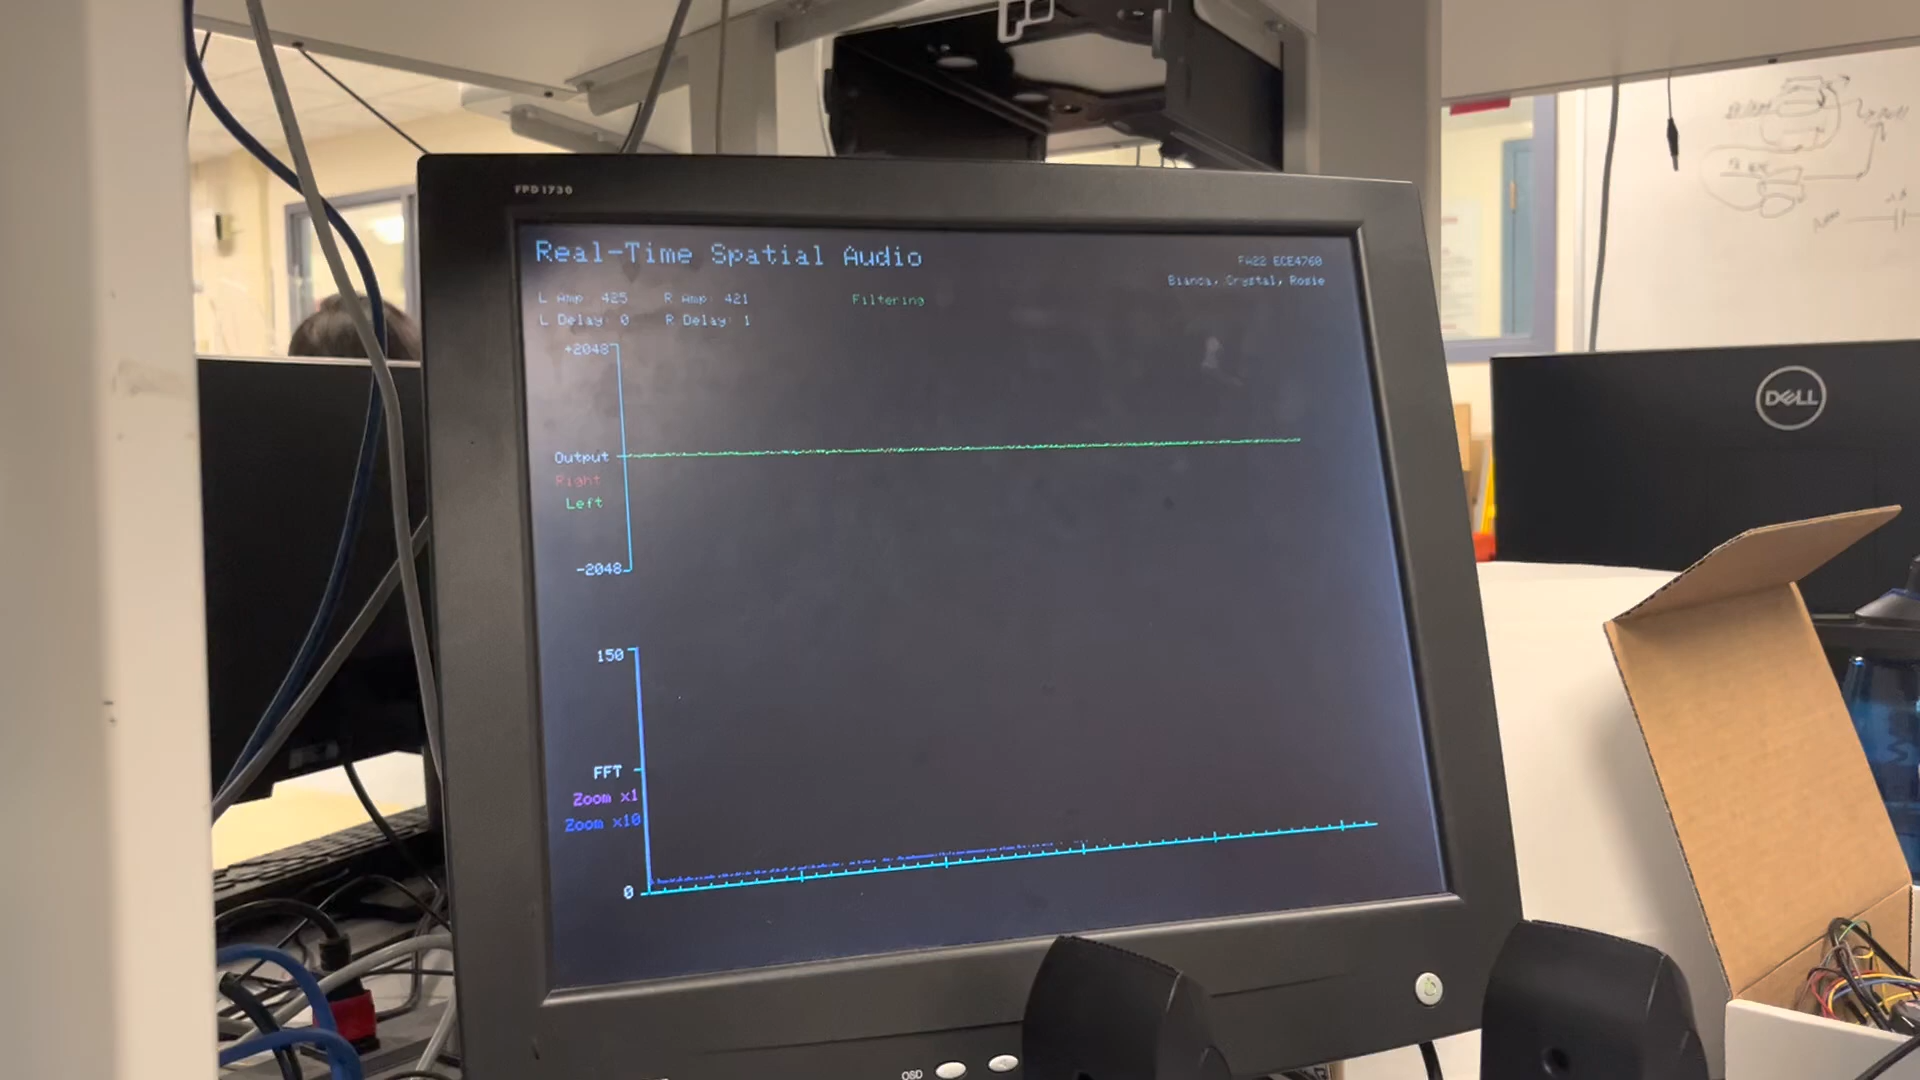 FPD1730
Real-Time Spatial Audio
FA22 ECE4760
Bianca, Crystal, Rosie
L Amp: 425 R Amp: 421
Filtering
L Delay: 0 R Delay: 1
+2048
Output
Right
Left
-2048
150
FFT
Zoom x1
Zoom x10
0
OSD
DELL